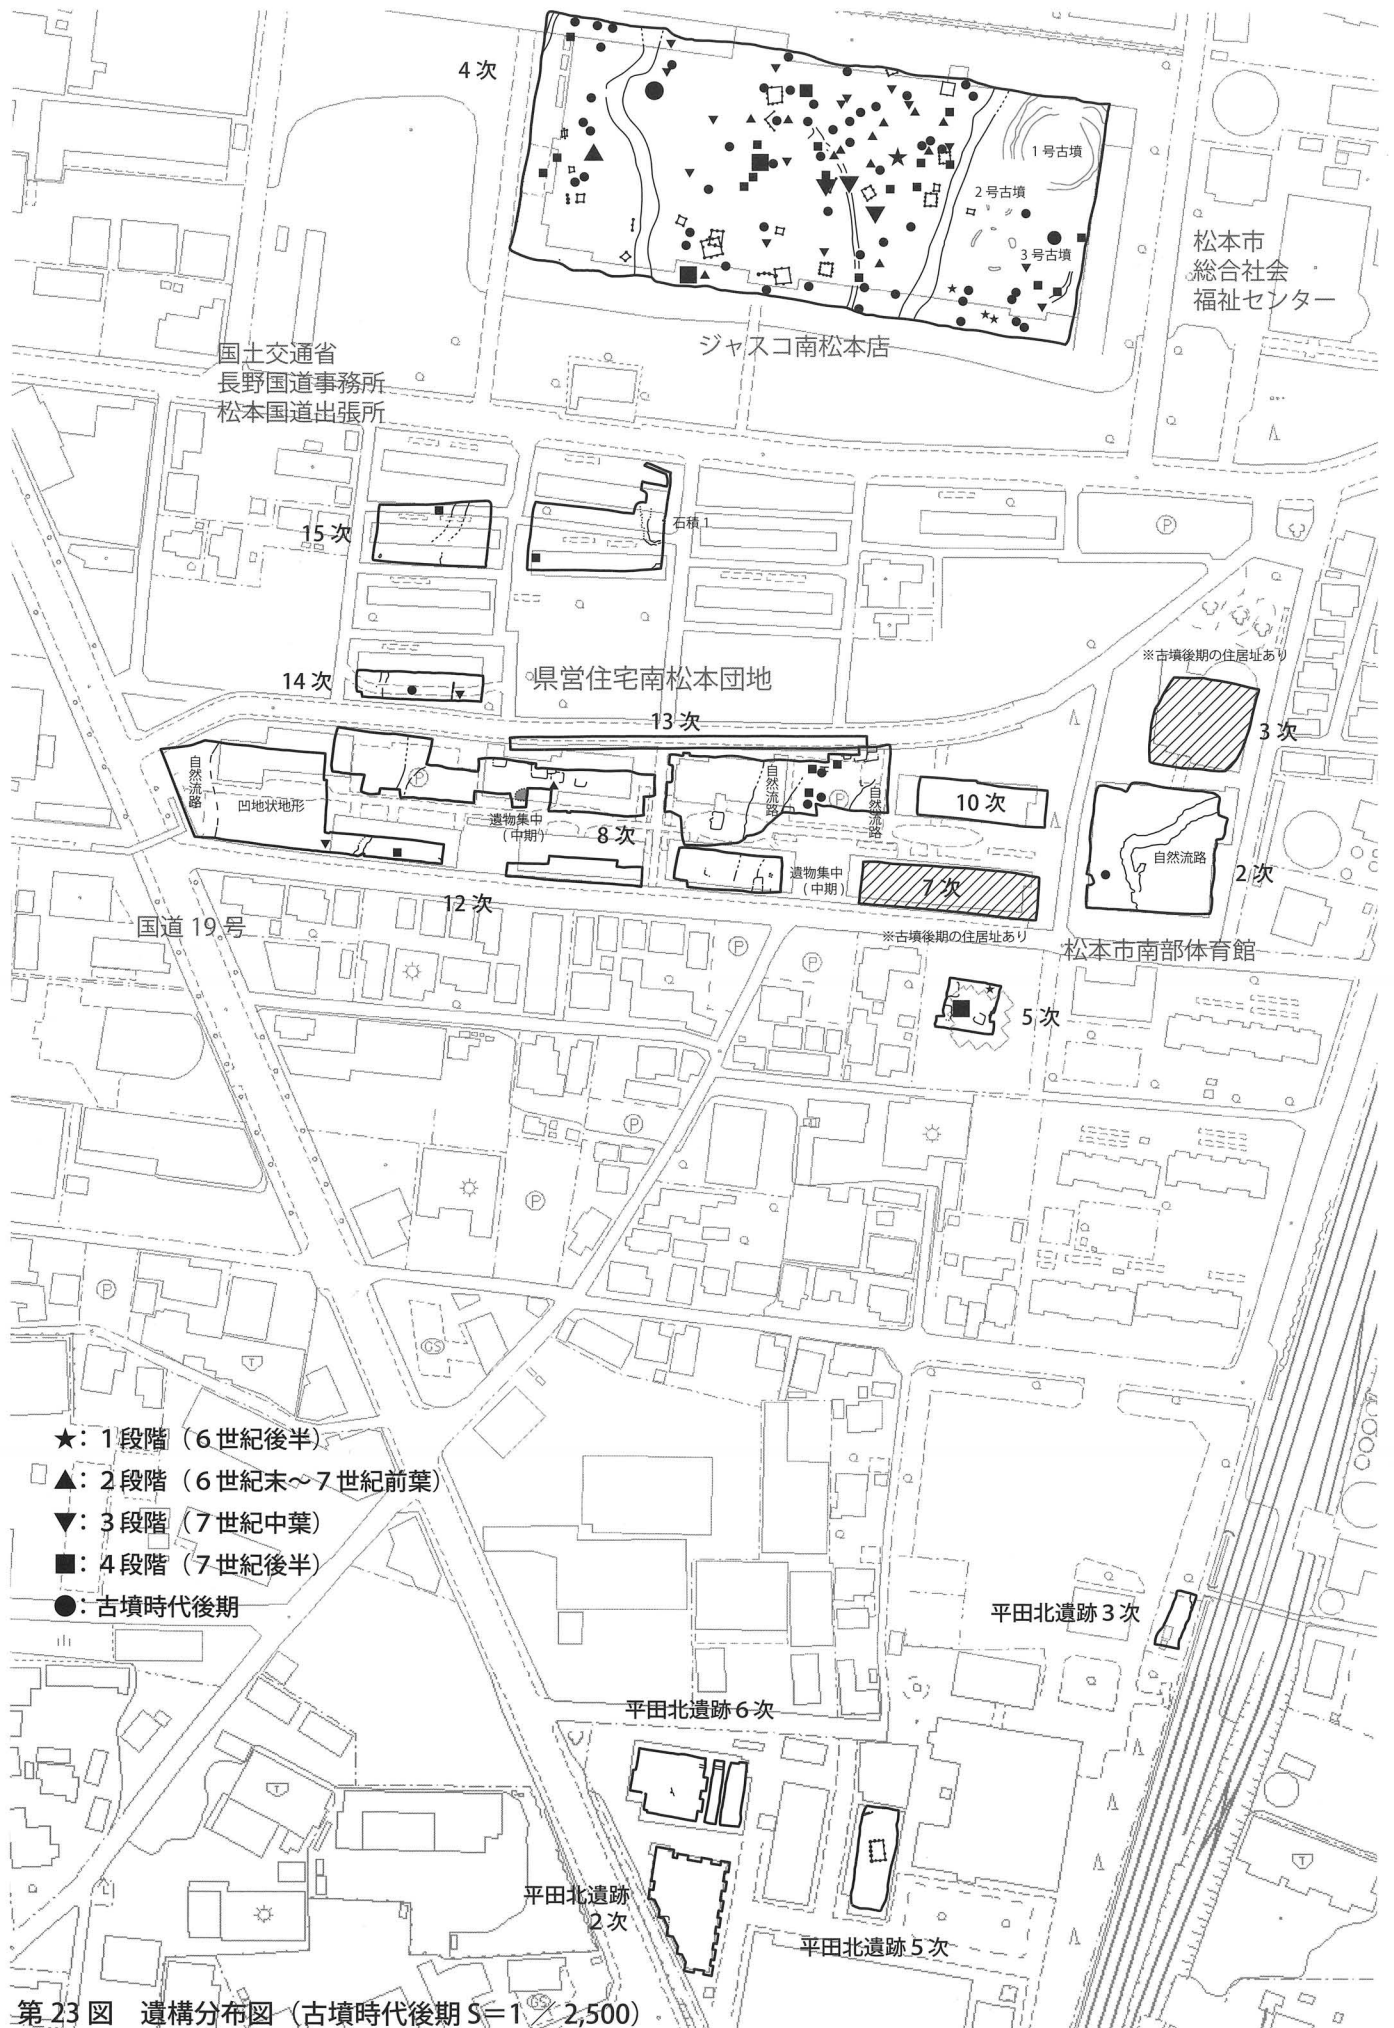 4次
1号古墳
2号古墳
3号古墳
松本市
総合社会
福祉センター
ジャスコ南松本店
国土交通省
長野国道事務所
松本国道出張所
15次
石積1
14次
県営住宅南松本団地
※古墳後期の住居址あり
3次
13次
自然流路
凹地状地形
P
遺物集中
(中期)
8次
自然流路
P
自然流路
10次
自然流路
2次
12次
遺物集中
(中期)
7次
国道19号
※古墳後期の住居址あり
松本市南部体育館
5次
P
P
P
P
P
P
GS
T
★：1段階（6世紀後半）
▲：2段階（6世紀末～7世紀前葉）
▼：3段階（7世紀中葉）
■：4段階（7世紀後半）
●：古墳時代後期
平田北遺跡3次
平田北遺跡6次
T
T
平田北遺跡
2次
平田北遺跡5次
GS
第23図　遺構分布図（古墳時代後期 S＝1／2,500）